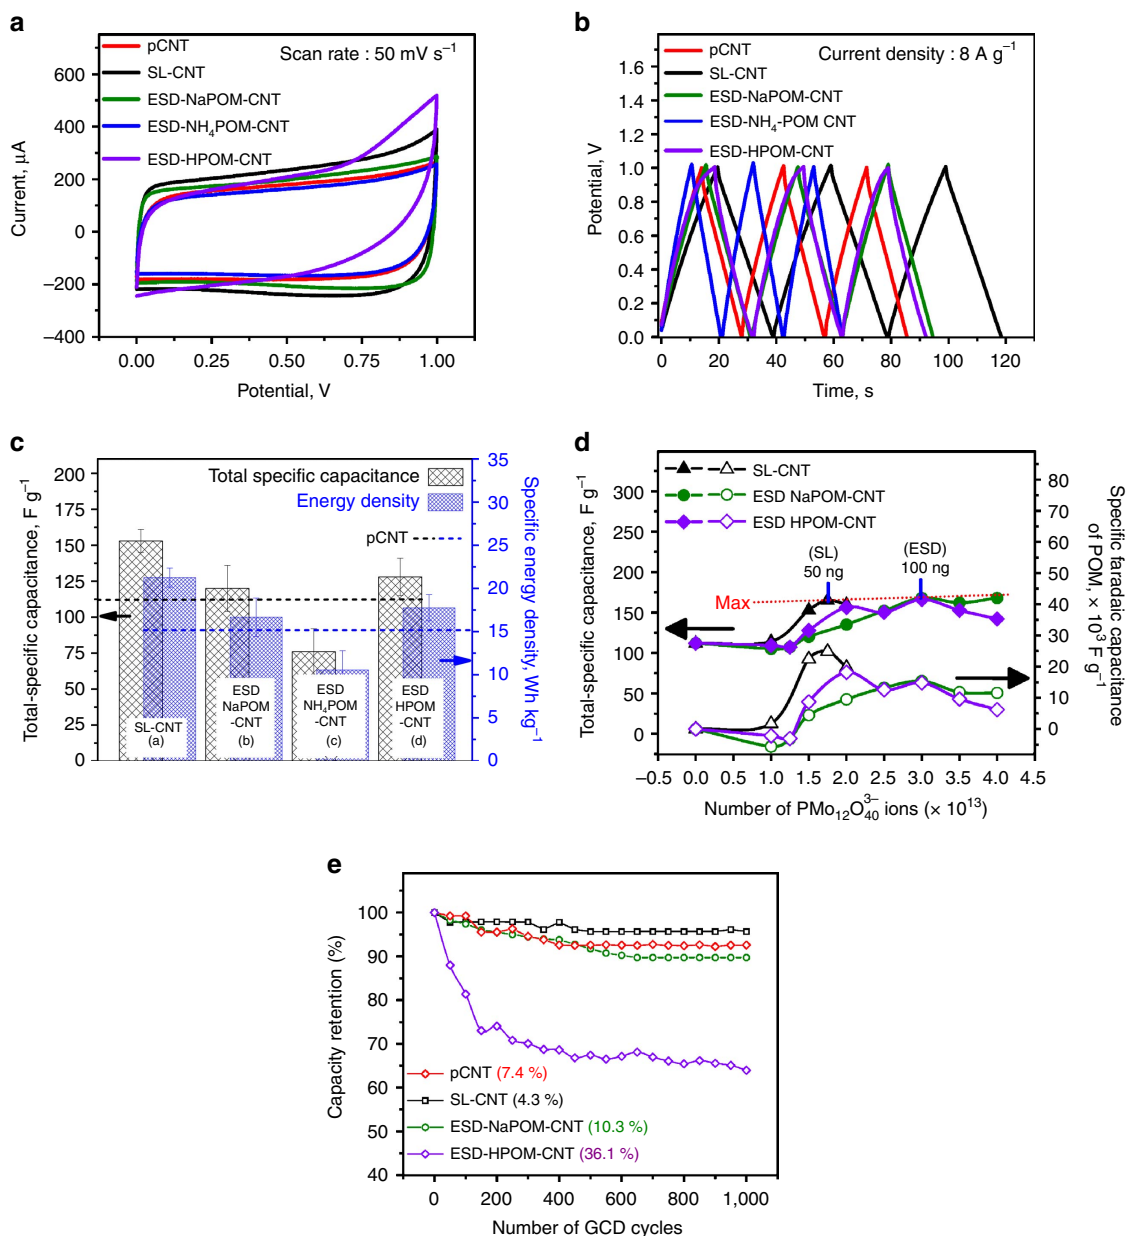 a
Scan rate : 50 mV s⁻¹
pCNT
SL-CNT
ESD-NaPOM-CNT
ESD-NH₄POM-CNT
ESD-HPOM-CNT
600
400
200
0
−200
−400
Current, μA
0.00 0.25 0.50 0.75 1.00
Potential, V
b
Current density : 8 A g⁻¹
pCNT
SL-CNT
ESD-NaPOM-CNT
ESD-NH₄-POM CNT
ESD-HPOM-CNT
1.6
1.4
1.2
1.0
0.8
0.6
0.4
0.2
0.0
Potential, V
0 20 40 60 80 100 120
Time, s
c
Total specific capacitance
Energy density
pCNT
200
175
150
125
100
75
50
25
0
Total-specific capacitance, F g⁻¹
35
30
25
20
15
10
5
0
Specific energy density, Wh kg⁻¹
SL-CNT
(a)
ESD
NaPOM
-CNT
(b)
ESD
NH₄POM
-CNT
(c)
ESD
HPOM
-CNT
(d)
d
SL-CNT
ESD NaPOM-CNT
ESD HPOM-CNT
(SL)
50 ng
(ESD)
100 ng
Max
300
250
200
150
100
50
0
Total-specific capacitance, F g⁻¹
80
70
60
50
40
30
20
10
0
Specific faradaic capacitance
of POM, × 10³ F g⁻¹
−0.5 0.0 0.5 1.0 1.5 2.0 2.5 3.0 3.5 4.0 4.5
Number of PMo₁₂O₄₀³⁻ ions (× 10¹³)
e
100
90
80
70
60
50
40
Capacity retention (%)
pCNT (7.4 %)
SL-CNT (4.3 %)
ESD-NaPOM-CNT (10.3 %)
ESD-HPOM-CNT (36.1 %)
0 200 400 600 800 1,000
Number of GCD cycles